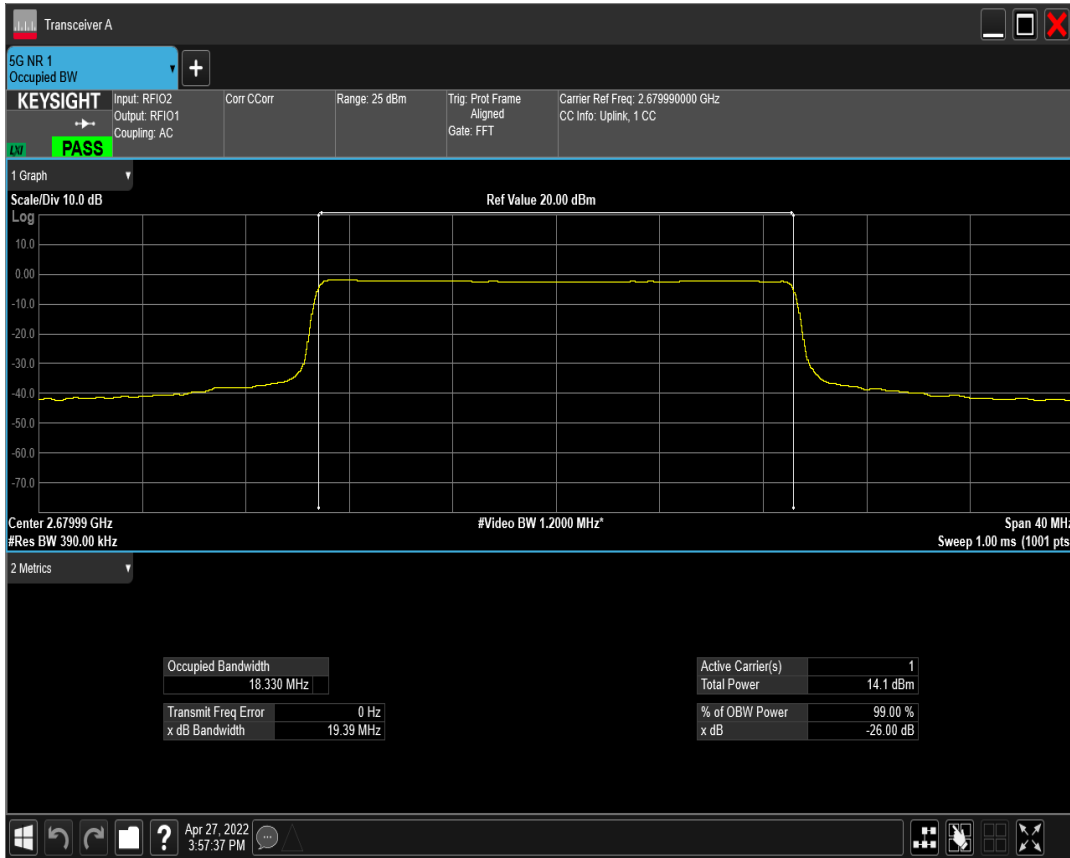 Transceiver A
5G NR 1
Occupied BW
+
KEYSIGHT
LXI
PASS
Input: RFIO2
Output: RFIO1
Coupling: AC
Corr CCorr
Range: 25 dBm
Trig: Prot Frame
Aligned
Gate: FFT
Carrier Ref Freq: 2.679990000 GHz
CC Info: Uplink, 1 CC
1 Graph
Scale/Div 10.0 dB
Ref Value 20.00 dBm
Log
10.0
0.00
-10.0
-20.0
-30.0
-40.0
-50.0
-60.0
-70.0
Center 2.67999 GHz
#Video BW 1.2000 MHz*
Span 40 MHz
#Res BW 390.00 kHz
Sweep 1.00 ms (1001 pts
2 Metrics
Occupied Bandwidth
18.330 MHz
Transmit Freq Error 0 Hz
x dB Bandwidth 19.39 MHz
Active Carrier(s) 1
Total Power 14.1 dBm
% of OBW Power 99.00 %
x dB -26.00 dB
?
Apr 27, 2022
3:57:37 PM